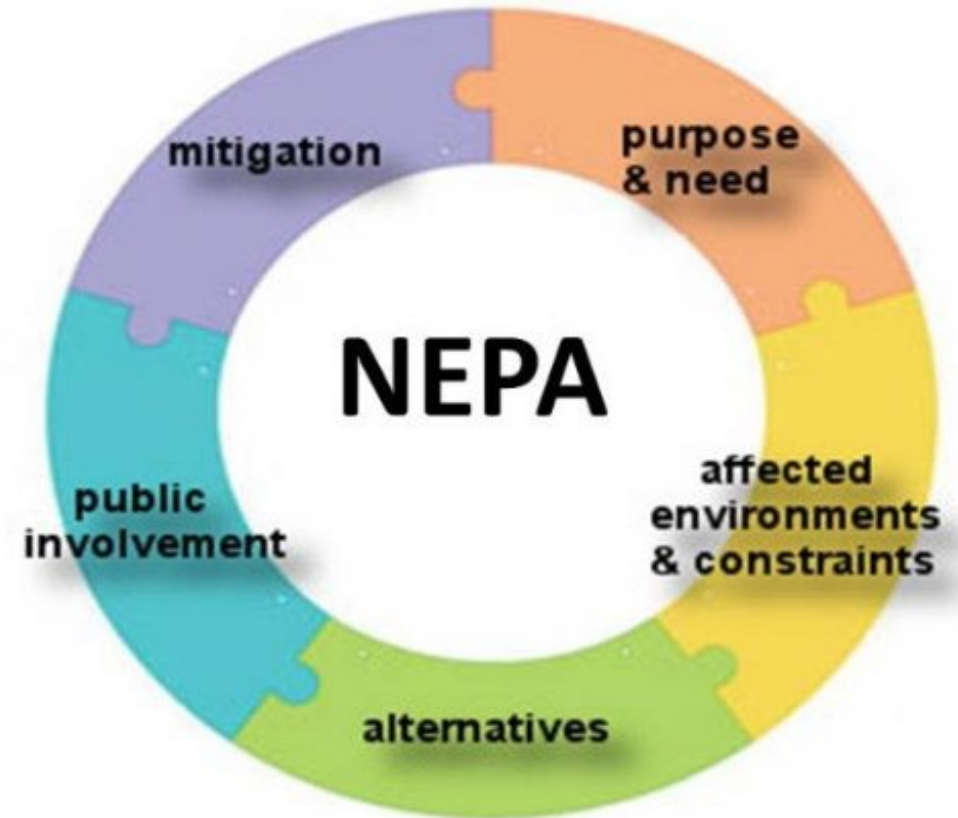 mitigation
purpose
& need
NEPA
affected
environments
& constraints
public
involvement
alternatives